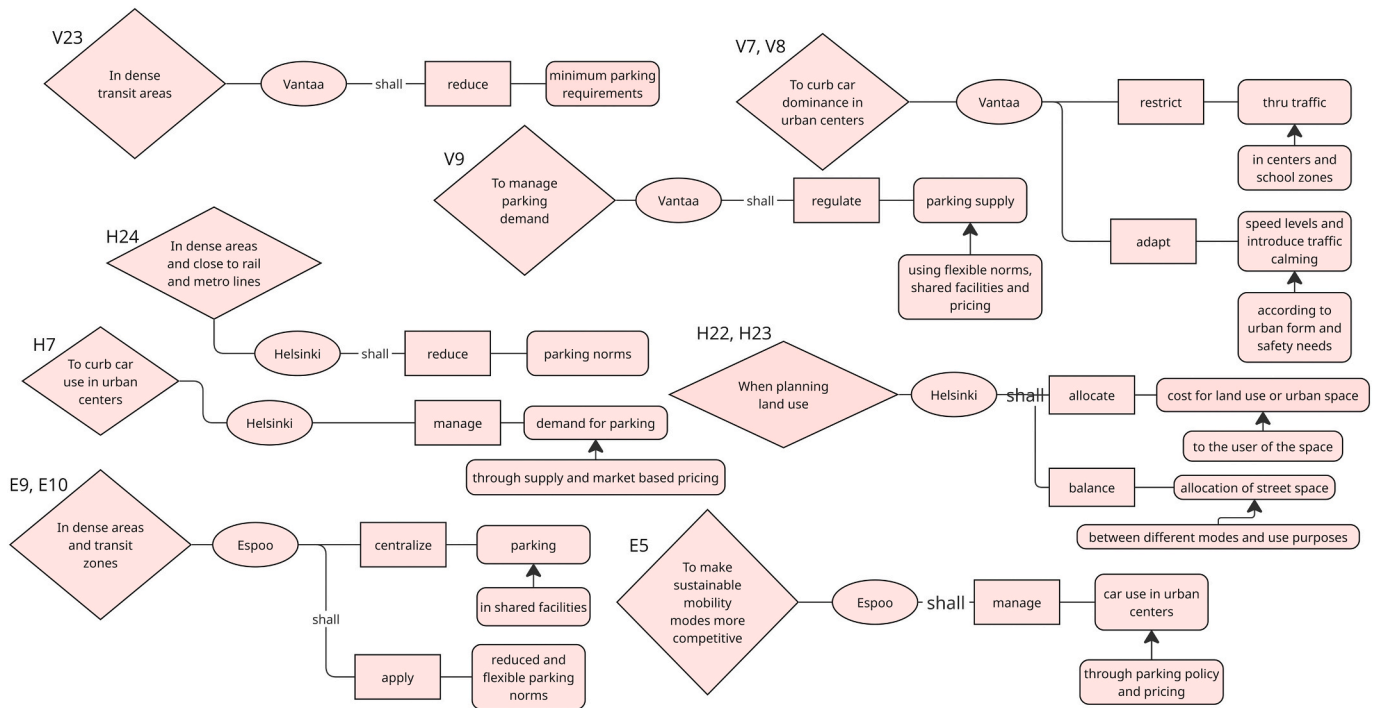 V23
In dense
transit areas
Vantaa
shall
reduce
minimum parking
requirements
V7, V8
To curb car
dominance in
urban centers
Vantaa
restrict
thru traffic
in centers and
school zones
adapt
speed levels and
introduce traffic
calming
according to
urban form and
safety needs
V9
To manage
parking
demand
Vantaa
shall
regulate
parking supply
using flexible norms,
shared facilities and
pricing
H24
In dense areas
and close to rail
and metro lines
Helsinki
shall
reduce
parking norms
H7
To curb car
use in urban
centers
Helsinki
manage
demand for parking
through supply and market based pricing
H22, H23
When planning
land use
Helsinki
shall
allocate
cost for land use or urban space
to the user of the space
balance
allocation of street space
between different modes and use purposes
E9, E10
In dense areas
and transit
zones
Espoo
centralize
parking
in shared facilities
shall
apply
reduced and
flexible parking
norms
E5
To make
sustainable
mobility
modes more
competitive
Espoo
shall
manage
car use in urban
centers
through parking policy
and pricing